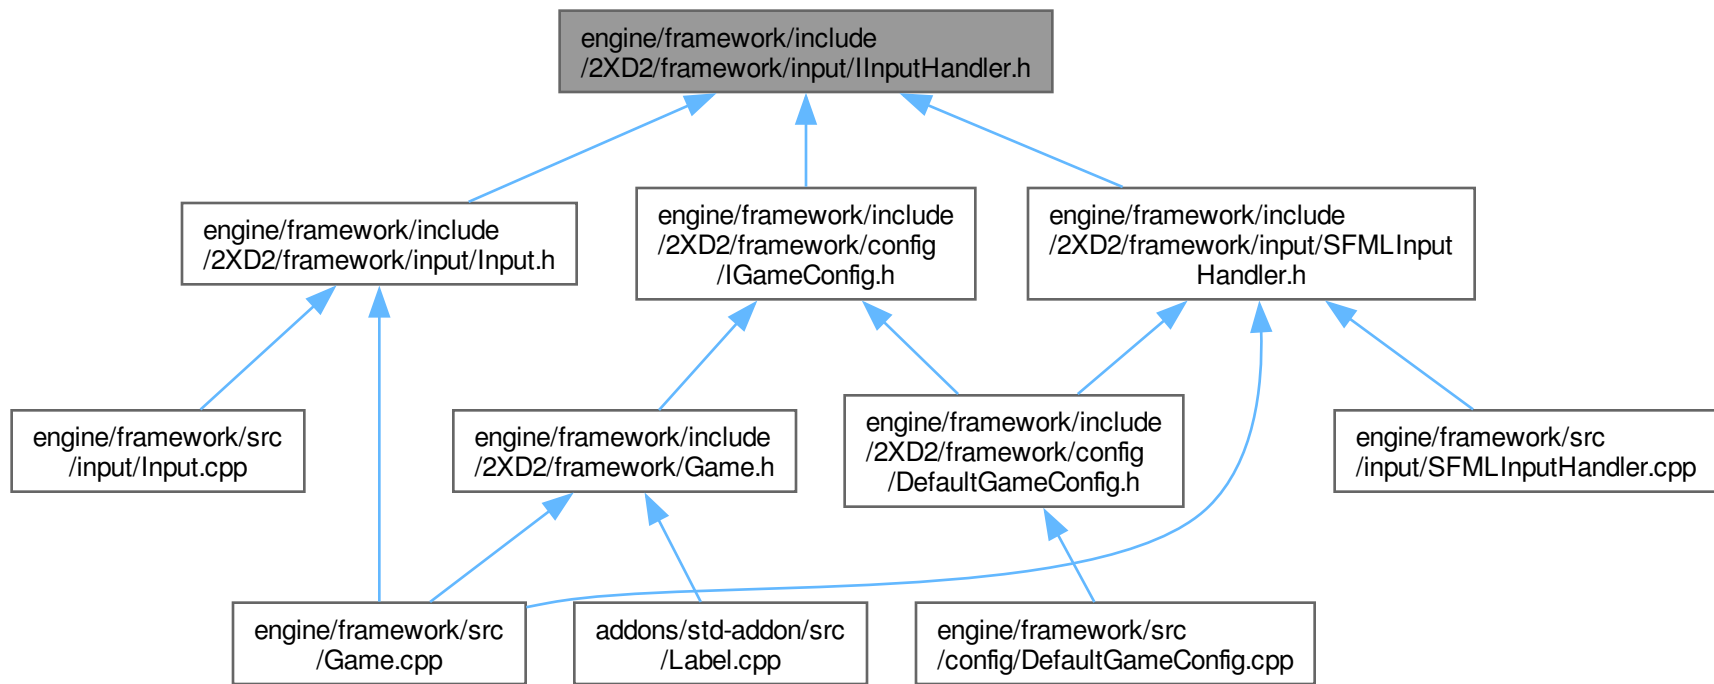 engine/framework/include
/2XD2/framework/input/IInputHandler.h
engine/framework/include
/2XD2/framework/input/Input.h
engine/framework/include
/2XD2/framework/config
/IGameConfig.h
engine/framework/include
/2XD2/framework/input/SFMLInput
Handler.h
engine/framework/src
/input/Input.cpp
engine/framework/include
/2XD2/framework/Game.h
engine/framework/include
/2XD2/framework/config
/DefaultGameConfig.h
engine/framework/src
/input/SFMLInputHandler.cpp
engine/framework/src
/Game.cpp
addons/std-addon/src
/Label.cpp
engine/framework/src
/config/DefaultGameConfig.cpp